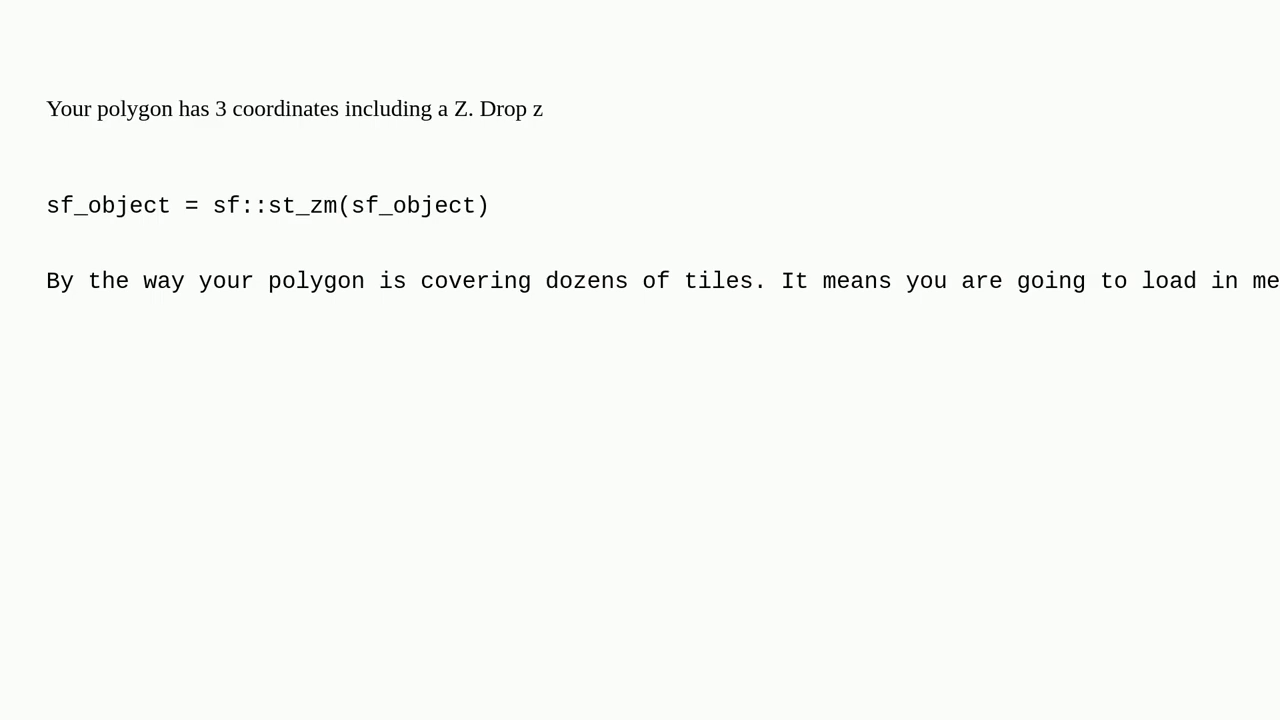 Your polygon has 3 coordinates including a Z. Drop z
sf_object = sf::st_zm(sf_object)
By the way your polygon is covering dozens of tiles. It means you are going to load in me